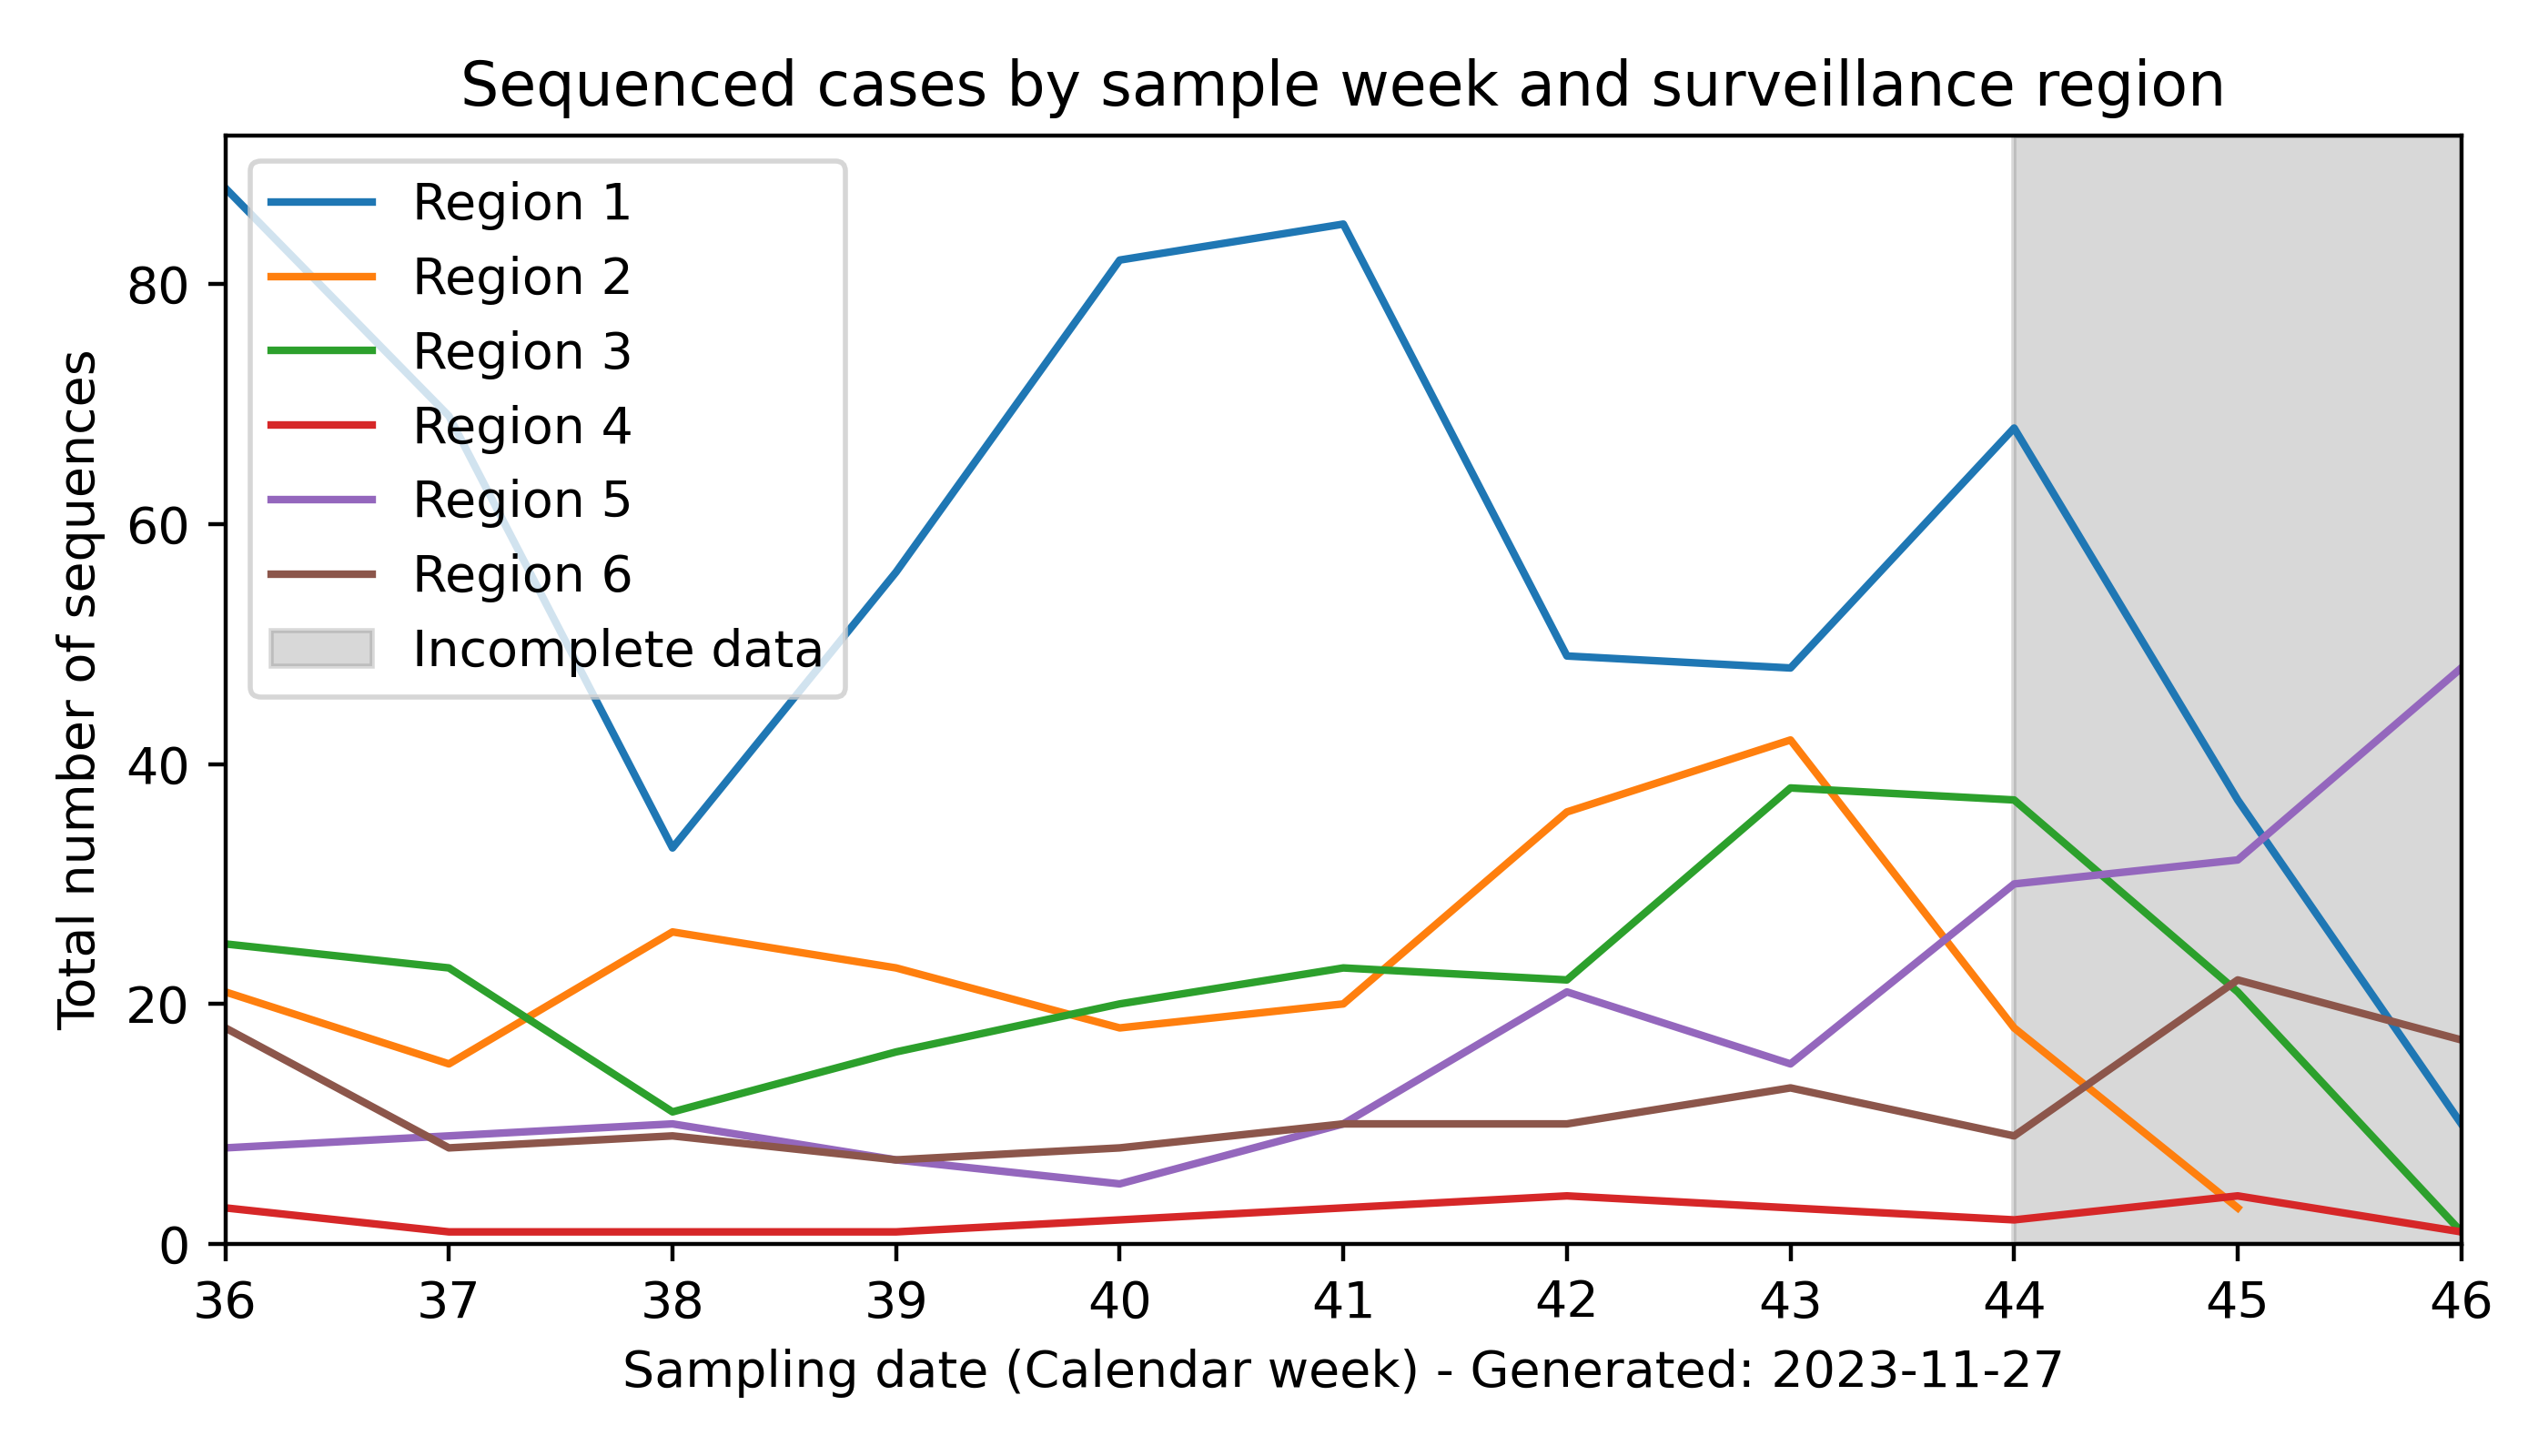 Sequenced cases by sample week and surveillance region
Region 1
Region 2
Region 3
Region 4
Region 5
Region 6
Incomplete data
Total number of sequences
80
60
40
20
0
36 37 38 39 40 41 42 43 44 45 46
Sampling date (Calendar week) - Generated: 2023-11-27